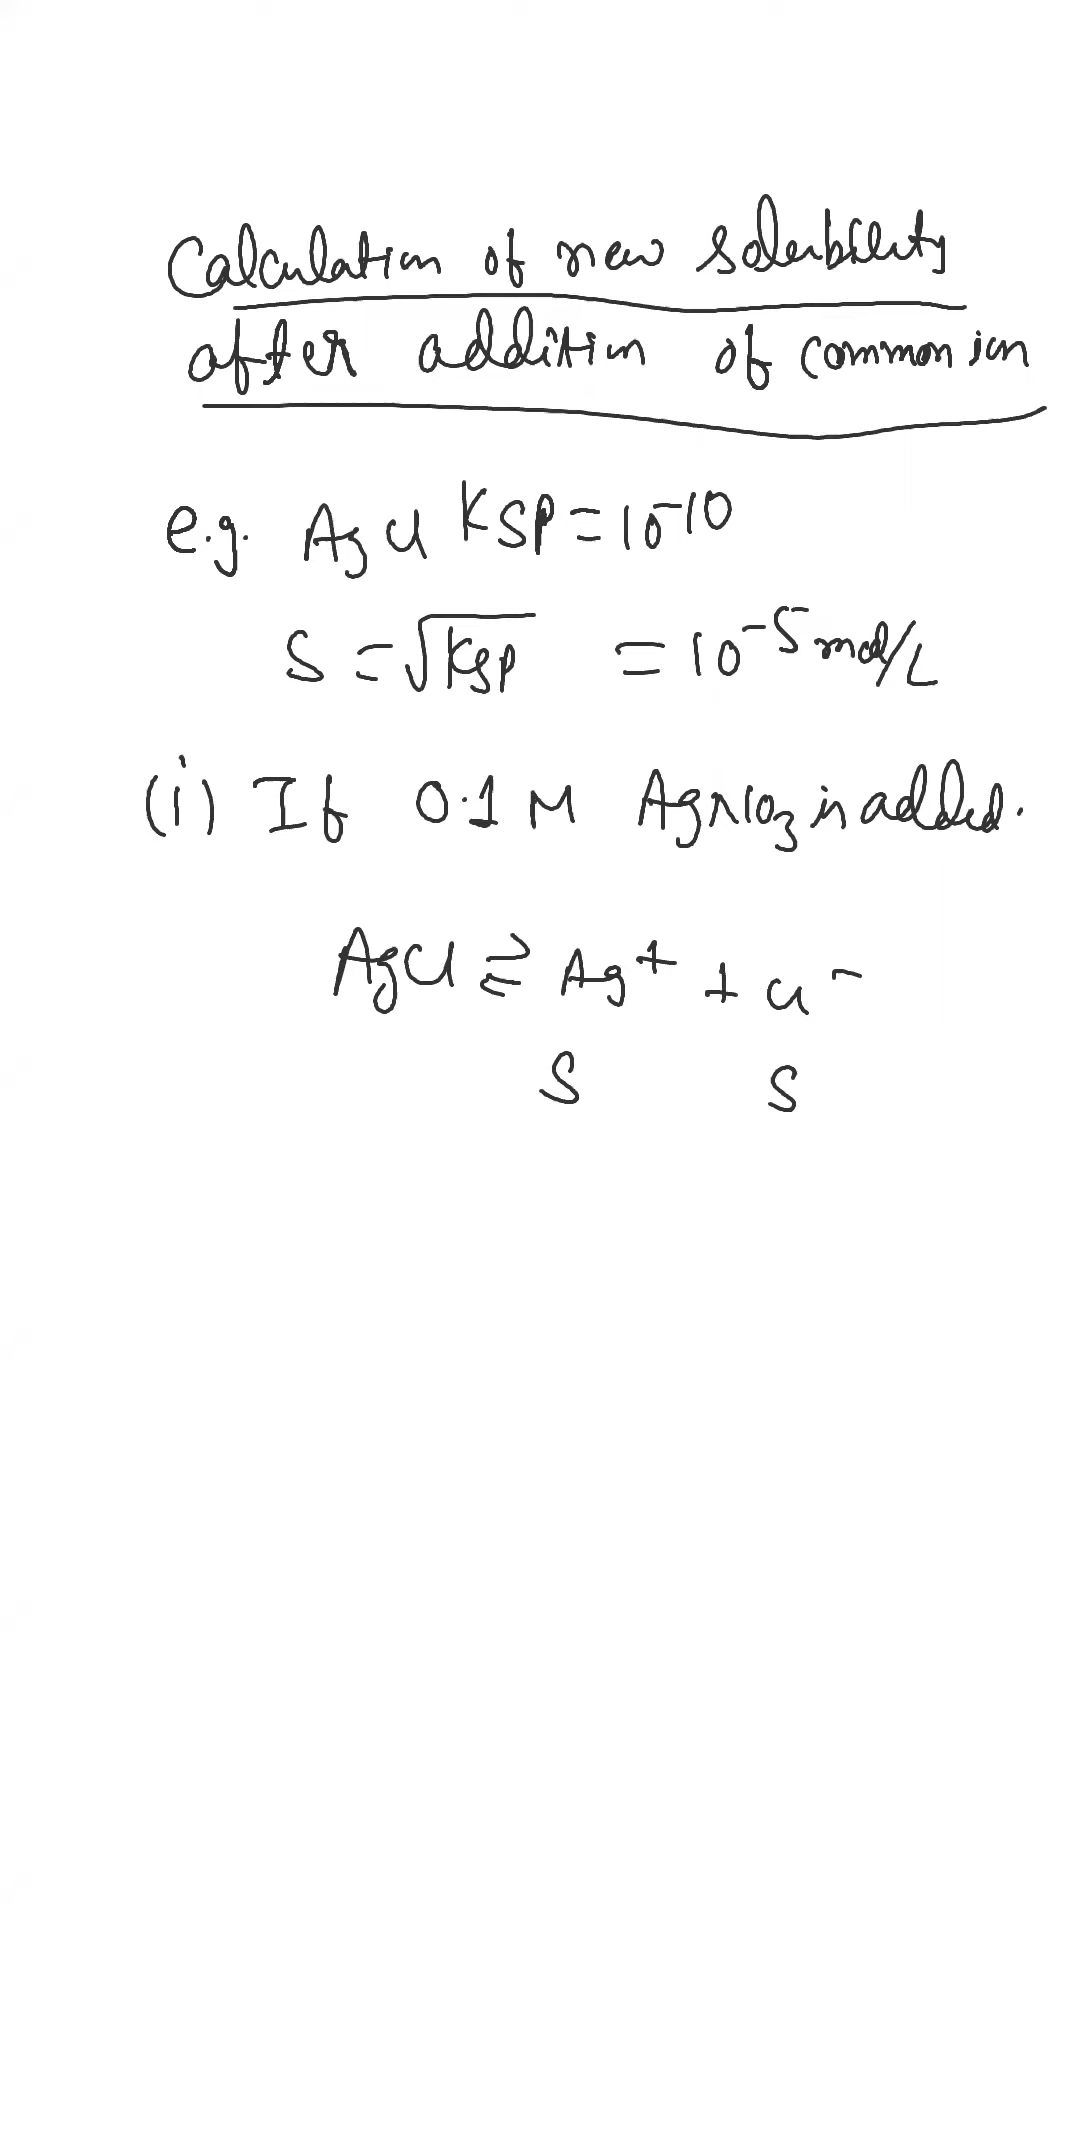 Calculation of new solubility
after addition of common ion
e.g. AgCl Ksp = 10⁻¹⁰
S = √Ksp = 10⁻⁵ mol/L
(i) If 0.1 M AgNO₃ is added.
AgCl ⇌ Ag⁺ + Cl⁻
S S